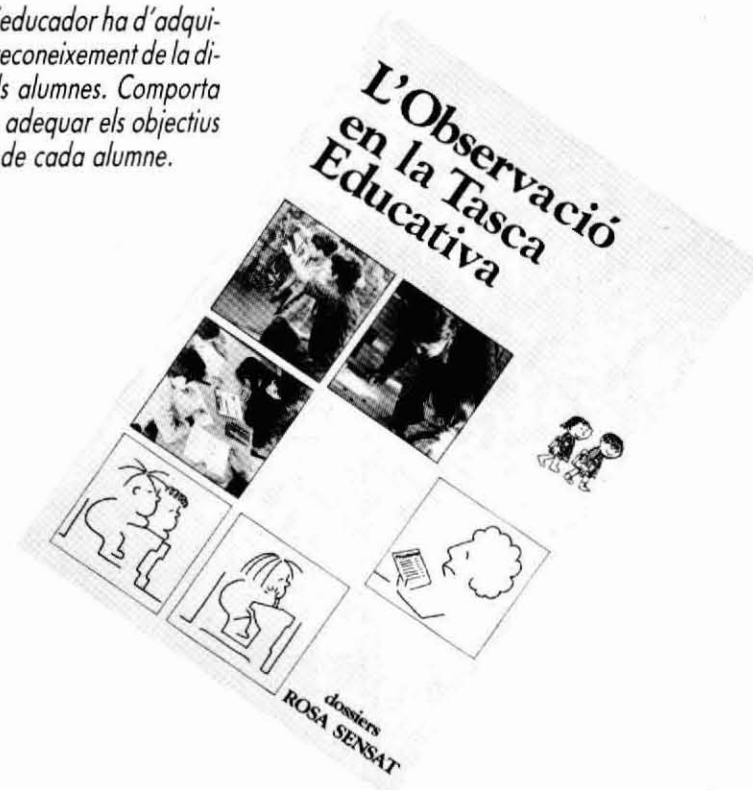 'educador ha d'adqui-
reconeixement de la di-
s alumnes. Comporta
adequar els objectius
de cada alumne.
L'Observació
en la Tasca
Educativa
dossiers
ROSA SENSAT